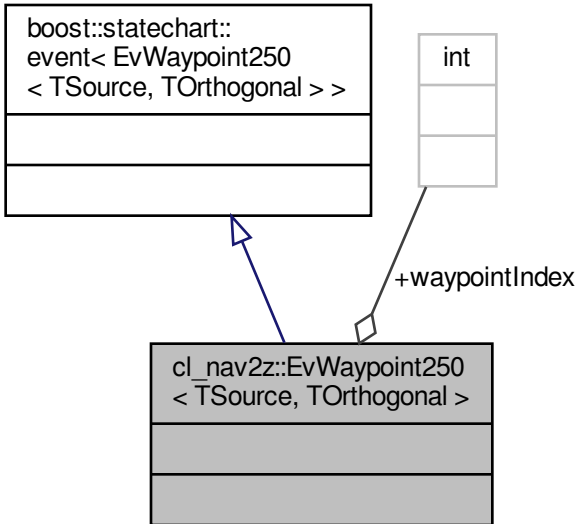 boost::statechart::
event< EvWaypoint250
< TSource, TOrthogonal > >
int
+waypointIndex
cl_nav2z::EvWaypoint250
< TSource, TOrthogonal >